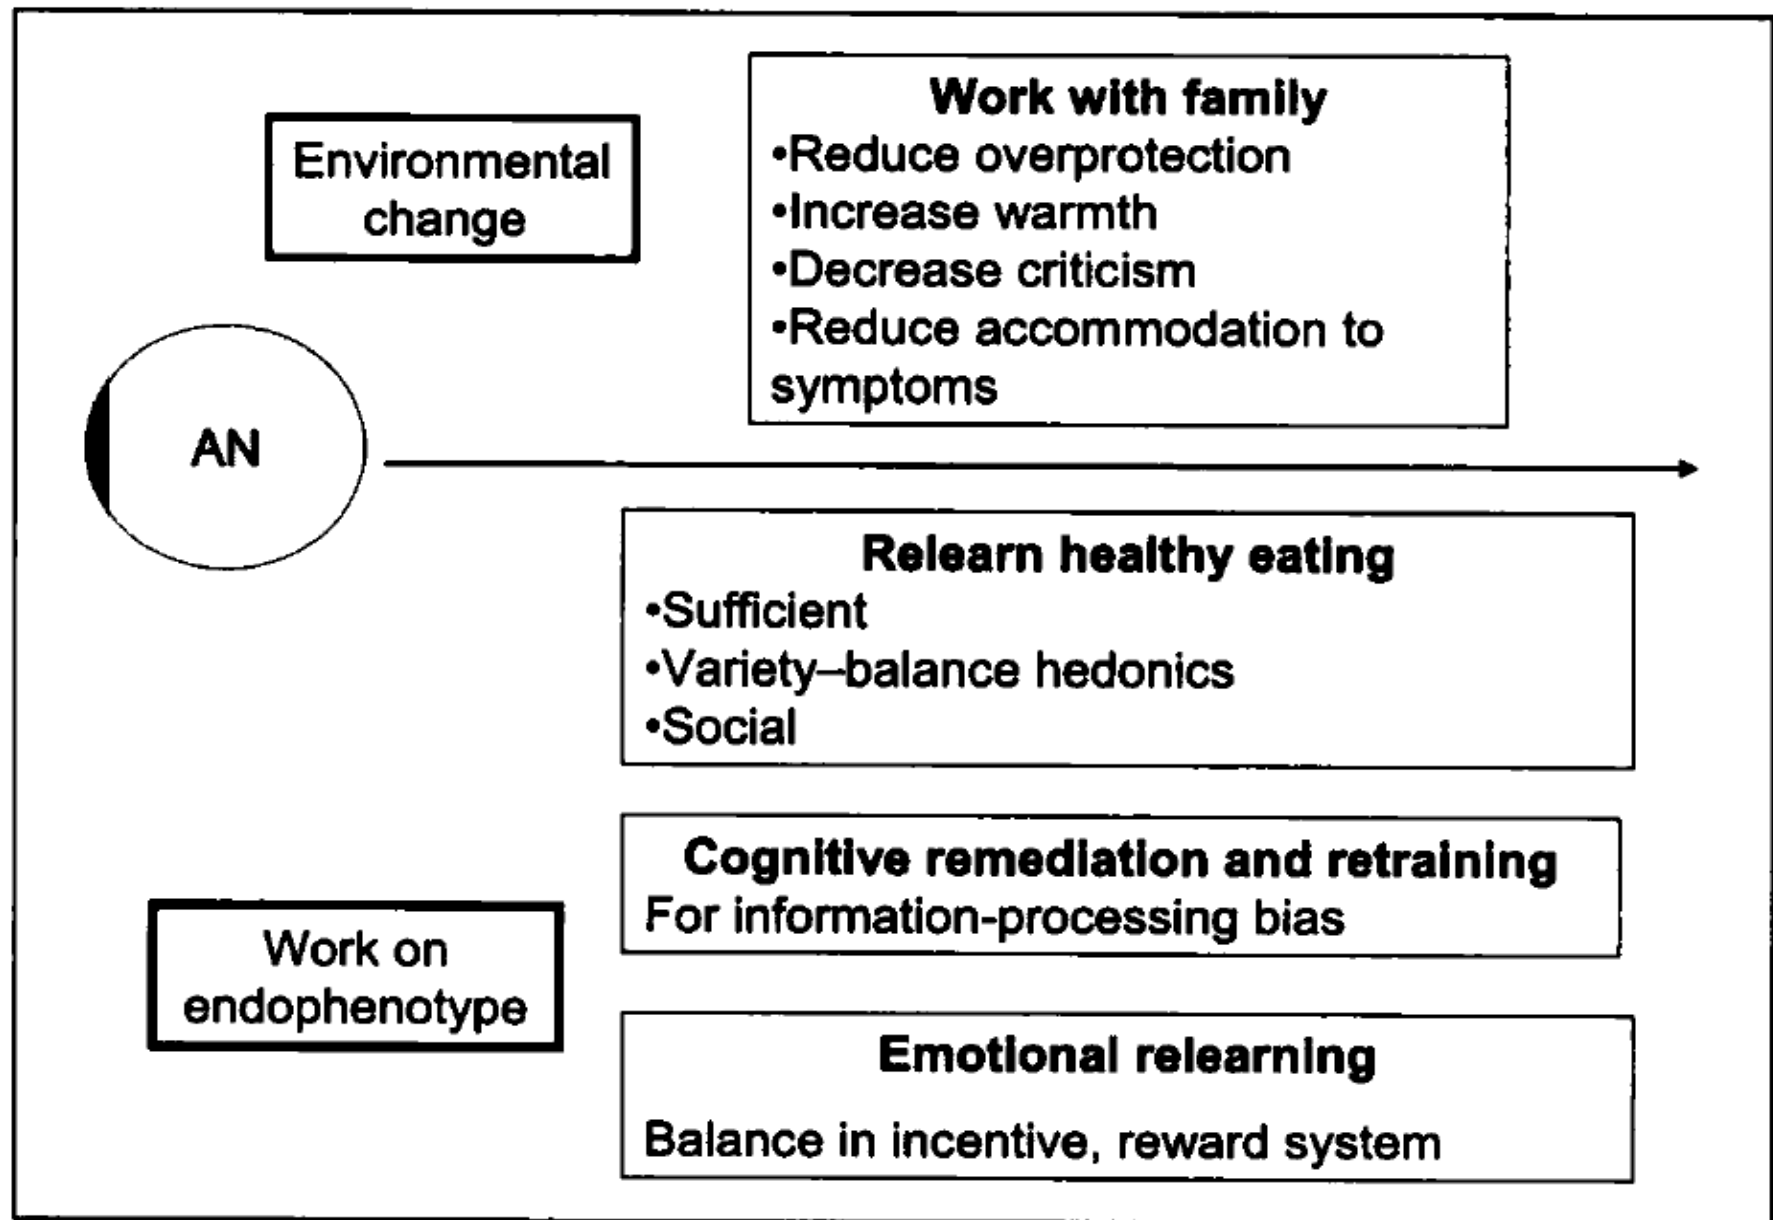 Environmental
change
Work with family
•Reduce overprotection
•Increase warmth
•Decrease criticism
•Reduce accommodation to
symptoms
AN
Relearn healthy eating
•Sufficient
•Variety–balance hedonics
•Social
Work on
endophenotype
Cognitive remediation and retraining
For information-processing bias
Emotional relearning
Balance in incentive, reward system